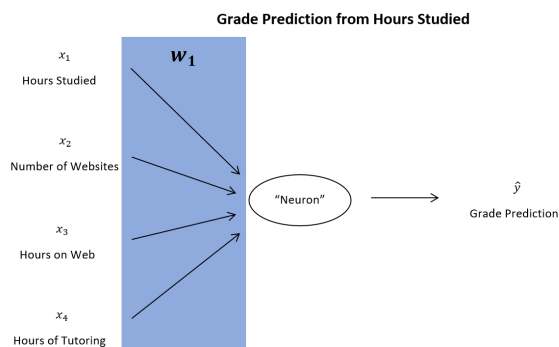 Grade Prediction from Hours Studied
w₁
x₁
Hours Studied
x₂
Number of Websites
x₃
Hours on Web
x₄
Hours of Tutoring
“Neuron”
ŷ
Grade Prediction